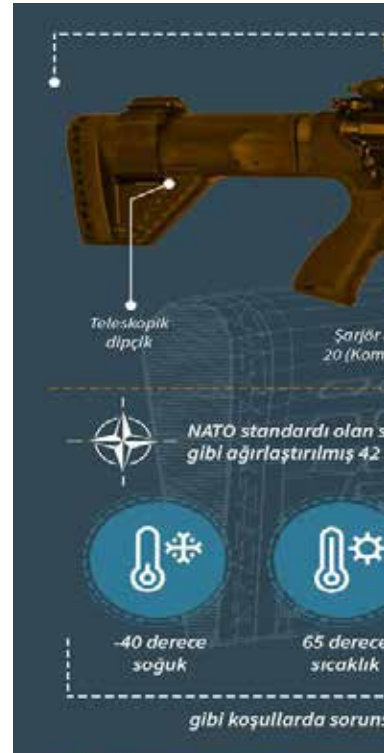 Teleskopik
dipçik
Şarjör
20 (Kom
NATO standardı olan s
gibi ağırlaştırılmış 42
-40 derece
soğuk
65 derece
sıcaklık
gibi koşullarda soruns